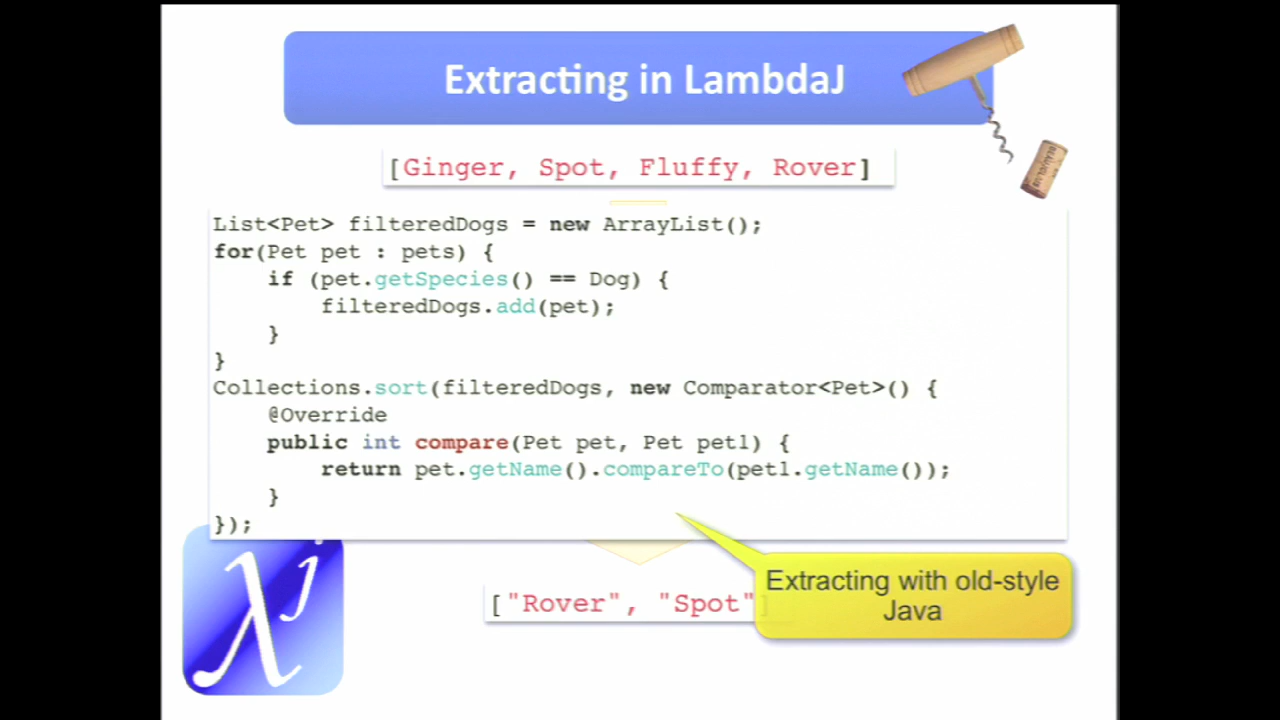 Extracting in LambdaJ
[Ginger, Spot, Fluffy, Rover]
List<Pet> filteredDogs = new ArrayList();
for(Pet pet : pets) {
    if (pet.getSpecies() == Dog) {
        filteredDogs.add(pet);
    }
}
Collections.sort(filteredDogs, new Comparator<Pet>() {
    @Override
    public int compare(Pet pet, Pet pet1) {
        return pet.getName().compareTo(pet1.getName());
    }
});
["Rover", "Spot"]
Extracting with old-style
Java
λj